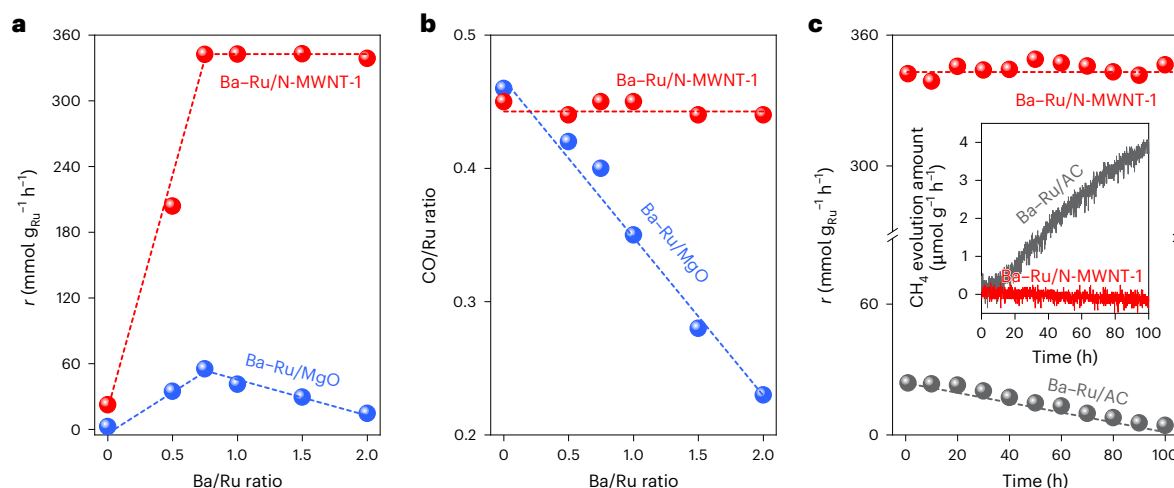 a
360
300
240
180
120
60
0
r (mmol gRu⁻¹ h⁻¹)
Ba–Ru/N-MWNT-1
Ba–Ru/MgO
0
0.5
1.0
1.5
2.0
Ba/Ru ratio
b
0.5
0.4
0.3
0.2
CO/Ru ratio
Ba–Ru/N-MWNT-1
Ba–Ru/MgO
0
0.5
1.0
1.5
2.0
Ba/Ru ratio
c
360
300
60
0
r (mmol gRu⁻¹ h⁻¹)
Ba–Ru/N-MWNT-1
CH₄ evolution amount
(μmol g⁻¹ h⁻¹)
4
3
2
1
0
Ba–Ru/AC
Ba–Ru/N-MWNT-1
0
20
40
60
80
100
Time (h)
Ba–Ru/AC
0
20
40
60
80
100
Time (h)